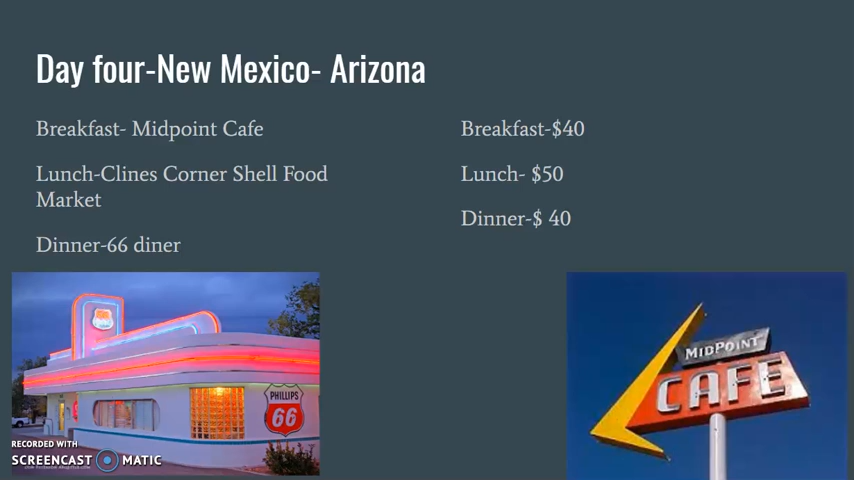 Day four-New Mexico- Arizona
Breakfast- Midpoint Cafe
Lunch-Clines Corner Shell Food
Market
Dinner-66 diner
Breakfast-$40
Lunch- $50
Dinner-$ 40
PHILLIPS
66
RECORDED WITH
SCREENCAST MATIC
MIDPOINT
CAFE